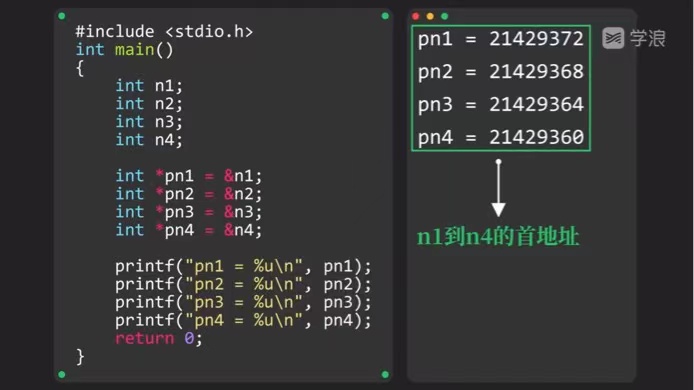 #include <stdio.h>
int main()
{
    int n1;
    int n2;
    int n3;
    int n4;

    int *pn1 = &n1;
    int *pn2 = &n2;
    int *pn3 = &n3;
    int *pn4 = &n4;

    printf("pn1 = %u\n", pn1);
    printf("pn2 = %u\n", pn2);
    printf("pn3 = %u\n", pn3);
    printf("pn4 = %u\n", pn4);
    return 0;
}
pn1 = 21429372
pn2 = 21429368
pn3 = 21429364
pn4 = 21429360
学浪
n1到n4的首地址